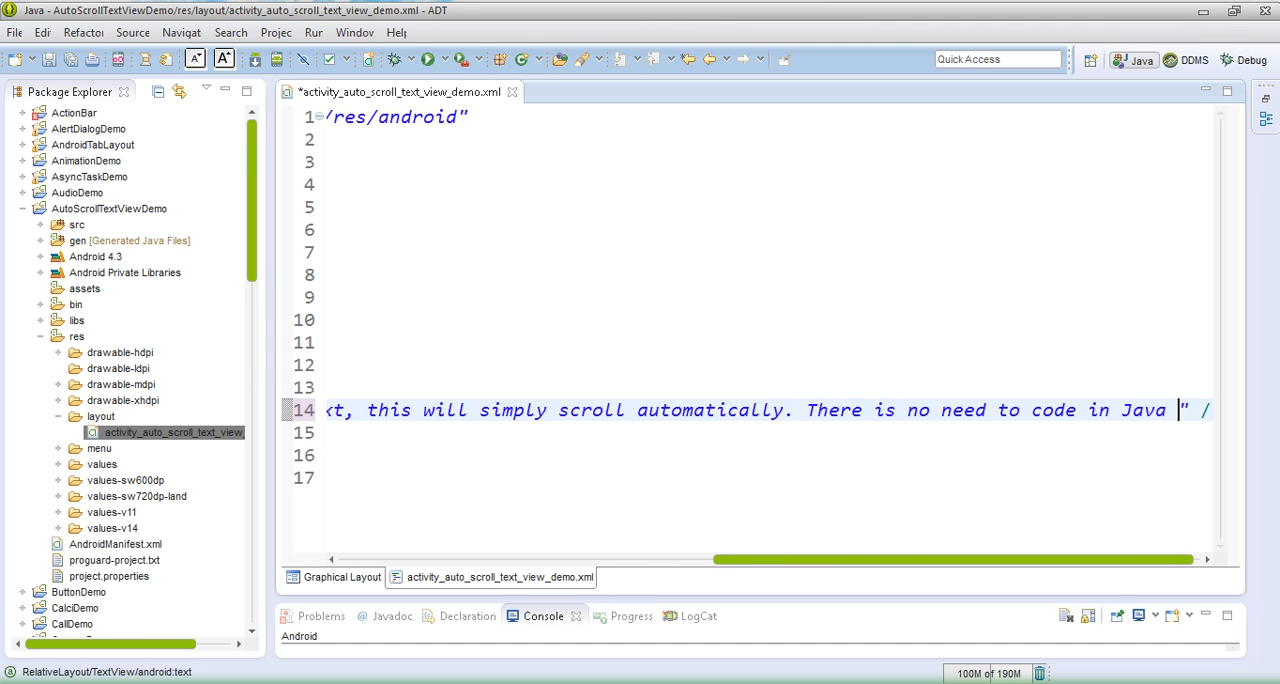 Java - AutoScrollTextViewDemo/res/layout/activity_auto_scroll_text_view_demo.xml - ADT
File Edit Refactor Source Navigat Search Projec Run Window Help
Quick Access Java DDMS Debug
Package Explorer
*activity_auto_scroll_text_view_demo.xml
ActionBar
AlertDialogDemo
AndroidTabLayout
AnimationDemo
AsyncTaskDemo
AudioDemo
AutoScrollTextViewDemo
src
gen [Generated Java Files]
Android 4.3
Android Private Libraries
assets
bin
libs
res
drawable-hdpi
drawable-ldpi
drawable-mdpi
drawable-xhdpi
layout
activity_auto_scroll_text_view_
menu
values
values-sw600dp
values-sw720dp-land
values-v11
values-v14
AndroidManifest.xml
proguard-project.txt
project.properties
ButtonDemo
CalciDemo
CallDemo
1 /res/android"
2
3
4
5
6
7
8
9
10
11
12
13
14 xt, this will simply scroll automatically. There is no need to code in Java " /
15
16
17
Graphical Layout activity_auto_scroll_text_view_demo.xml
Problems @ Javadoc Declaration Console Progress LogCat
Android
RelativeLayout/TextView/android:text
100M of 190M